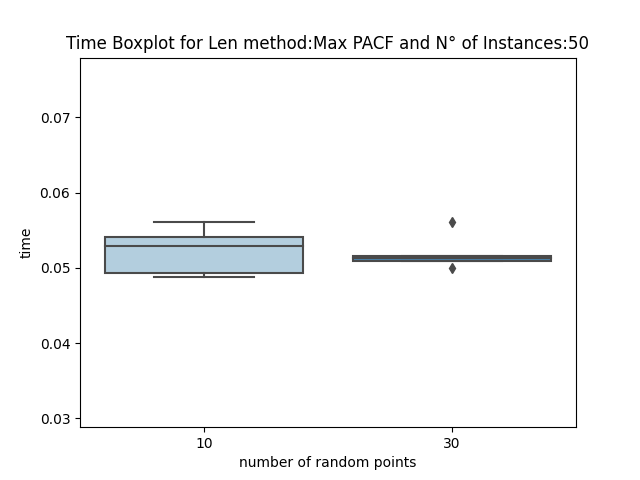 Time Boxplot for Len method:Max PACF and N° of Instances:50
0.07
0.06
0.05
0.04
0.03
time
10
30
number of random points